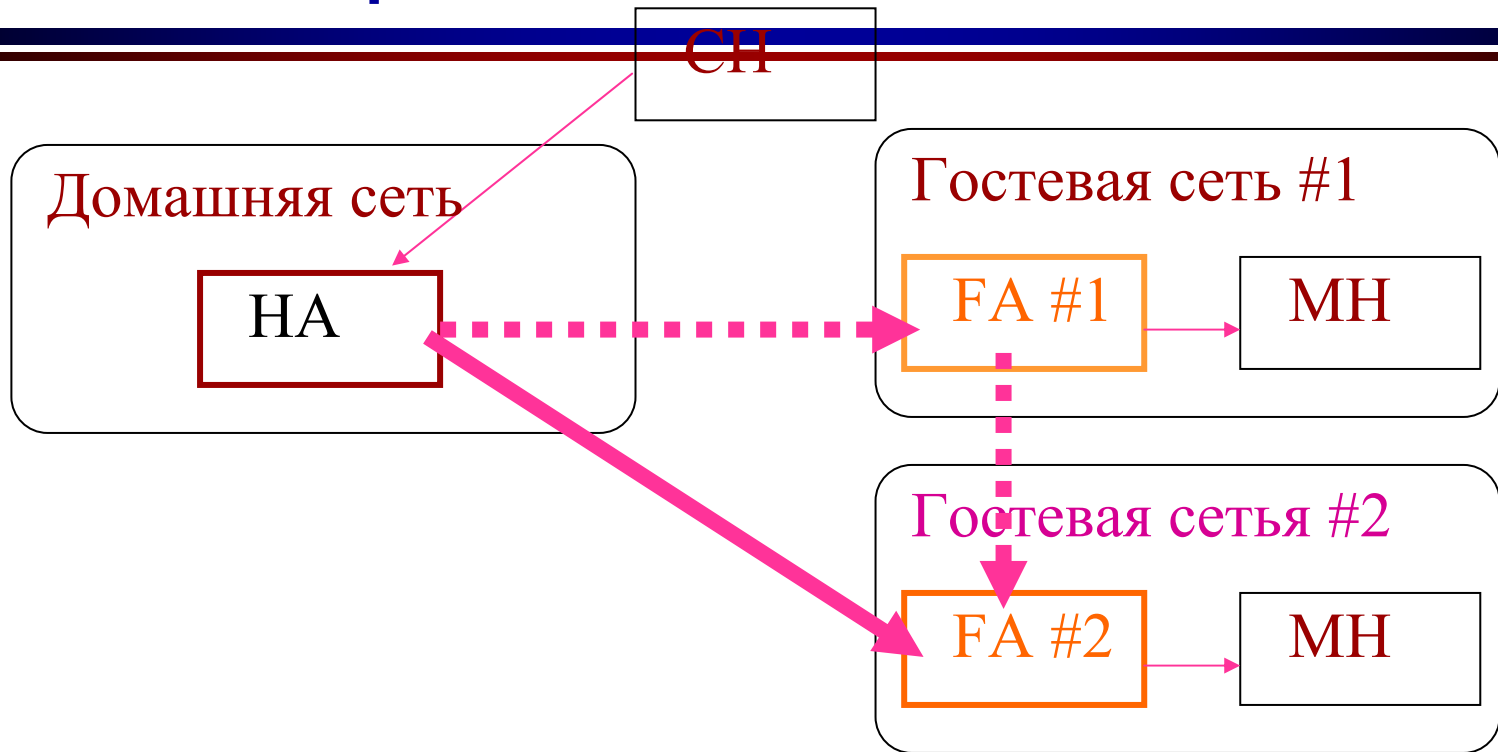 CH
Домашняя сеть
HA
Гостевая сеть #1
FA #1
MH
Гостевая сетья #2
FA #2
MH